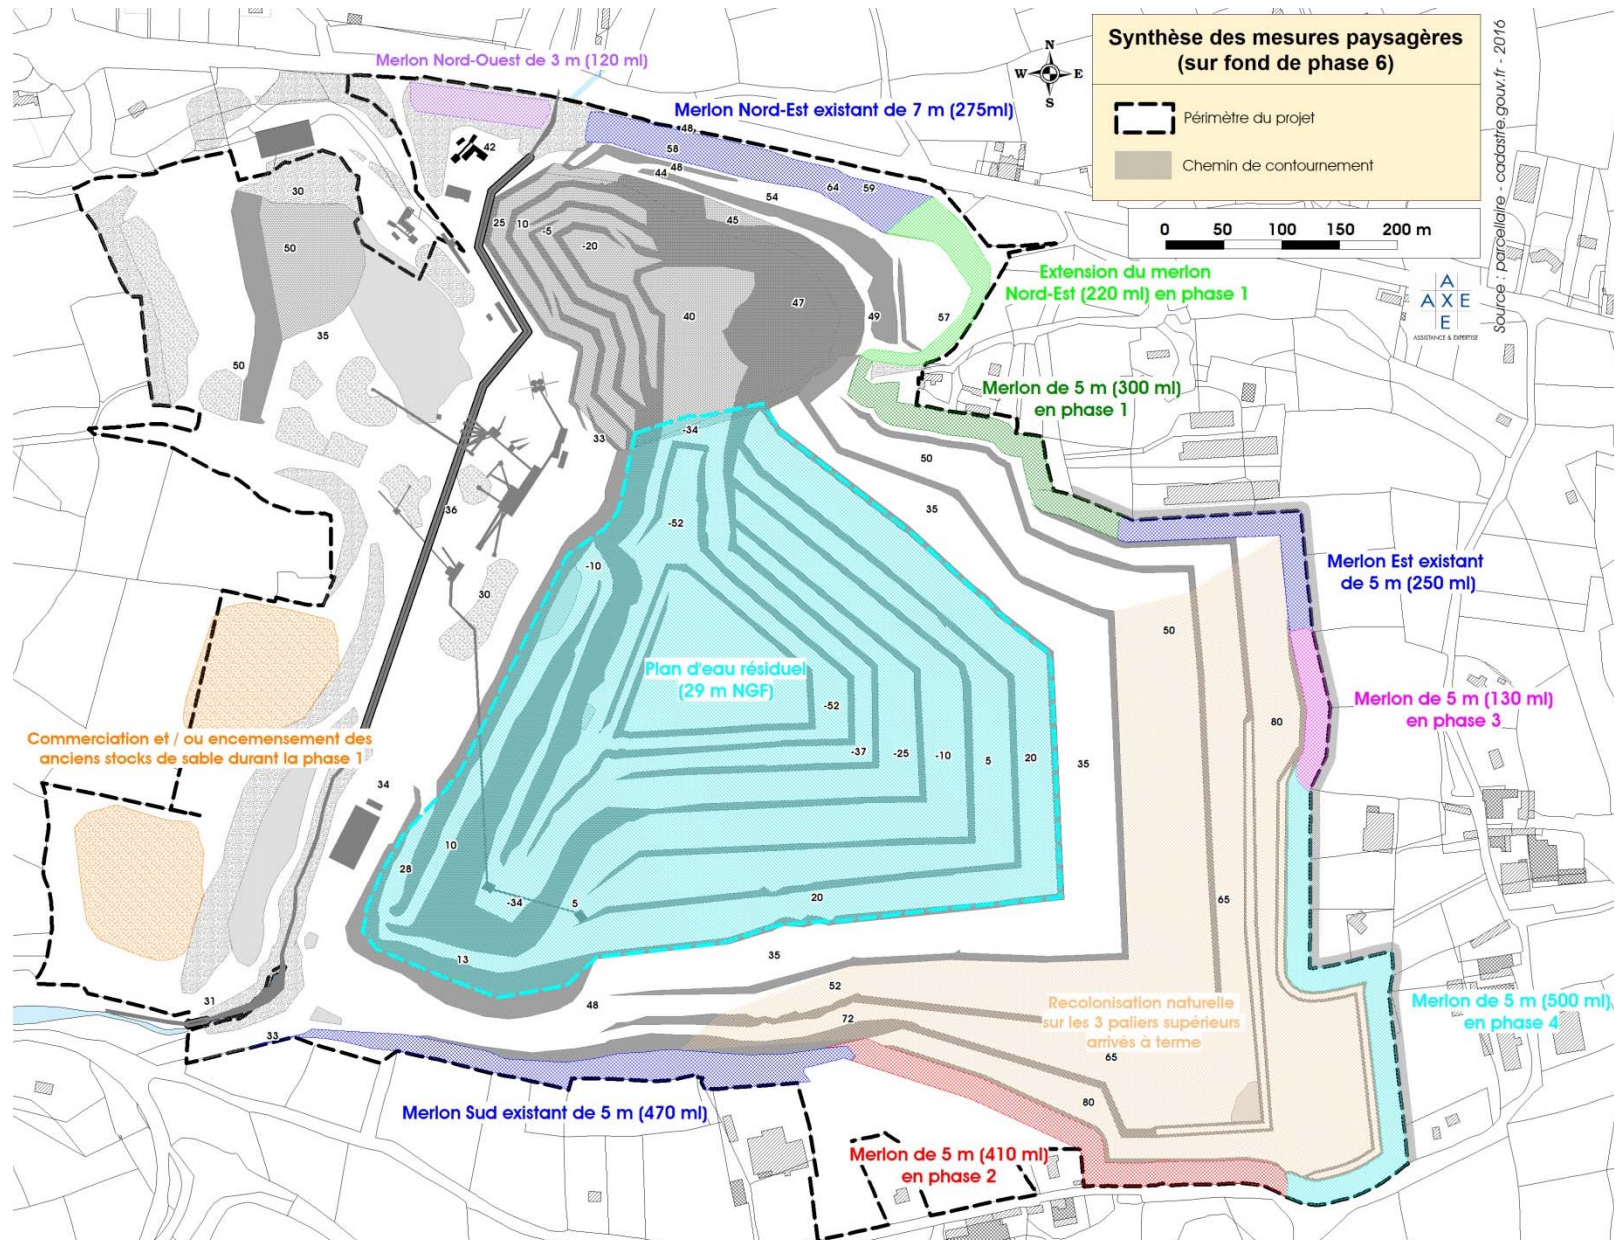 Synthèse des mesures paysagères
(sur fond de phase 6)
Périmètre du projet
Chemin de contournement
0 50 100 150 200 m
N
W E
S
Source : parcellaire - cadastre.gouv.fr - 2016
A
A X E
E
ASSISTANCE & EXPERTISE
Merlon Nord-Ouest de 3 m (120 ml)
Merlon Nord-Est existant de 7 m (275ml)
Extension du merlon
Nord-Est (220 ml) en phase 1
Merlon de 5 m (300 ml)
en phase 1
Merlon Est existant
de 5 m (250 ml)
Merlon de 5 m (130 ml)
en phase 3
Merlon de 5 m (500 ml)
en phase 4
Merlon de 5 m (410 ml)
en phase 2
Merlon Sud existant de 5 m (470 ml)
Commerciation et / ou encemensement des
anciens stocks de sable durant la phase 1
Plan d'eau résiduel
(29 m NGF)
Recolonisation naturelle
sur les 3 paliers supérieurs
arrivés à terme
48
58
42
48
44
64
59
54
30
45
25
10
-5
-20
50
47
40
49
57
35
50
33
-34
50
35
36
-52
-10
30
50
80
-52
-37
-25
-10
5
20
35
34
10
28
-34
5
20
65
13
35
52
48
31
33
72
65
80